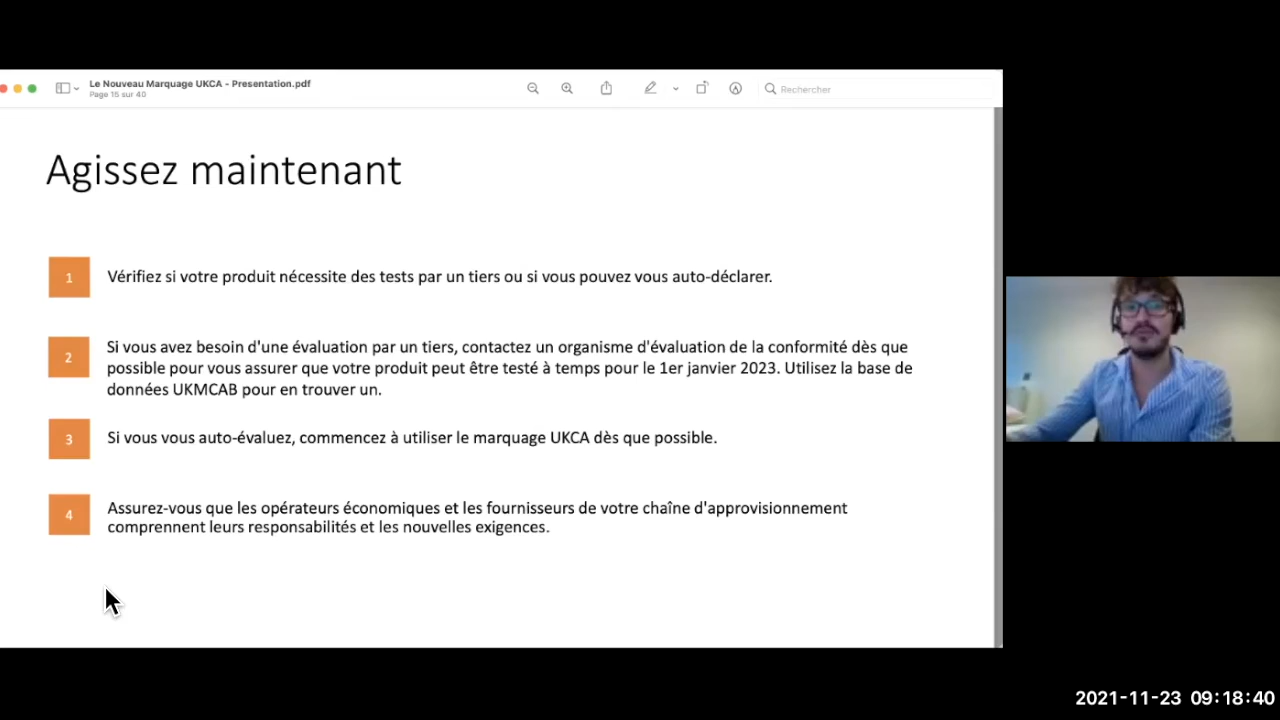 Le Nouveau Marquage UKCA - Presentation.pdf
Page 15 sur 40
Rechercher
Agissez maintenant
1
Vérifiez si votre produit nécessite des tests par un tiers ou si vous pouvez vous auto-déclarer.
2
Si vous avez besoin d'une évaluation par un tiers, contactez un organisme d'évaluation de la conformité dès que
possible pour vous assurer que votre produit peut être testé à temps pour le 1er janvier 2023. Utilisez la base de
données UKMCAB pour en trouver un.
3
Si vous vous auto-évaluez, commencez à utiliser le marquage UKCA dès que possible.
4
Assurez-vous que les opérateurs économiques et les fournisseurs de votre chaîne d'approvisionnement
comprennent leurs responsabilités et les nouvelles exigences.
2021-11-23 09:18:40